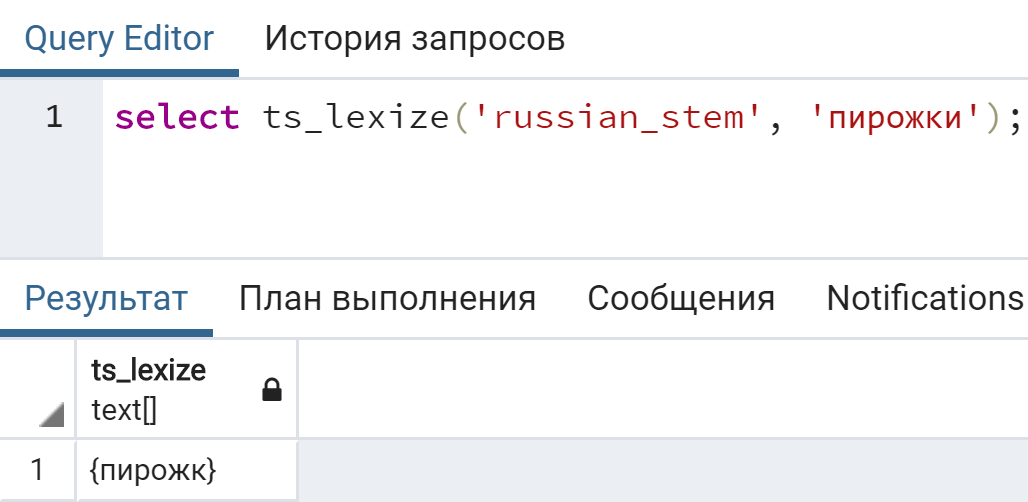 Query Editor История запросов
1 select ts_lexize('russian_stem', 'пирожки');
Результат План выполнения Сообщения Notifications
ts_lexize
text[]
1 {пирожк}